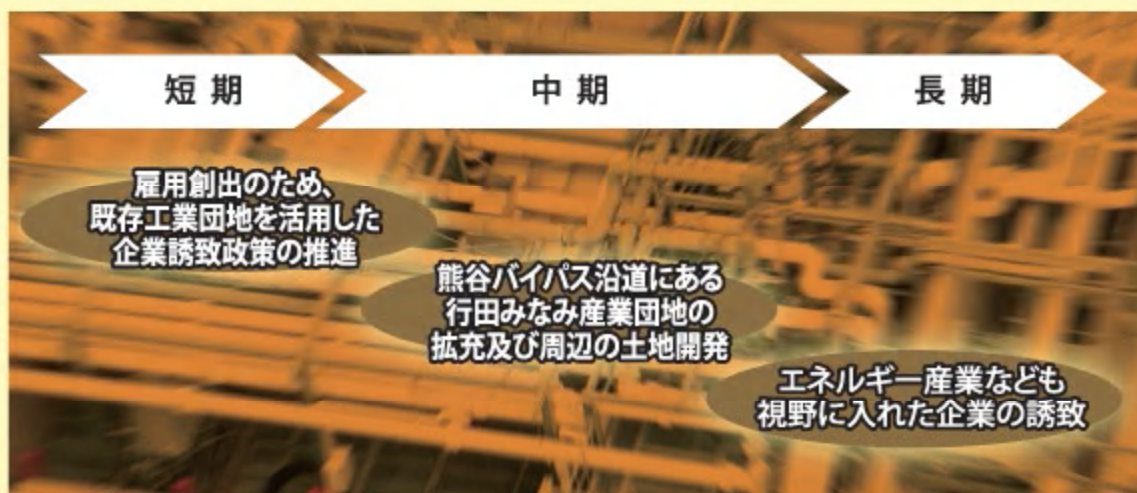 短期
中期
長期
雇用創出のため、
既存工業団地を活用した
企業誘致政策の推進
熊谷バイパス沿道にある
行田みなみ産業団地の
拡充及び周辺の土地開発
エネルギー産業なども
視野に入れた企業の誘致